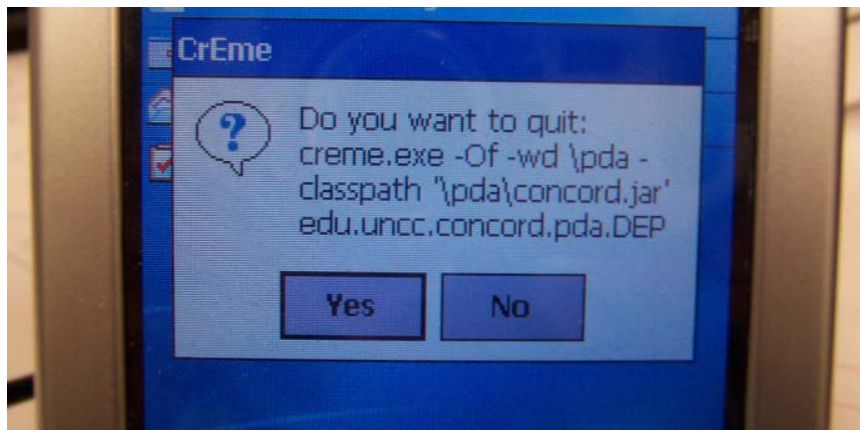 CrEme
?
Do you want to quit:
creme.exe -Of -wd \pda -
classpath "\pda\concord.jar'
edu.uncc.concord.pda.DEP
Yes
No